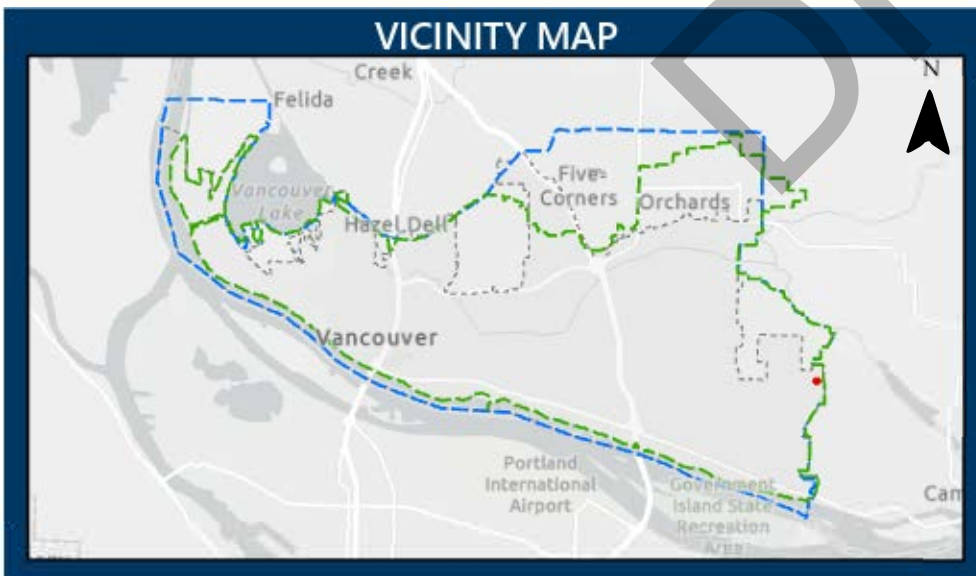 VICINITY MAP
N
Creek
Felida
Vancouver
Lake
Five
Corners
Orchards
Hazel Dell
Vancouver
Portland
International
Airport
Government
Island State
Recreation
Area
Cam